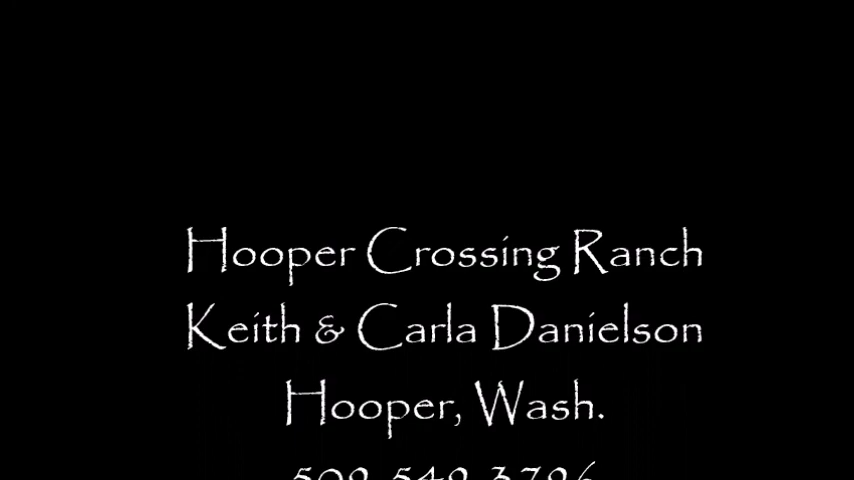 Hooper Crossing Ranch
Keith & Carla Danielson
Hooper, Wash.